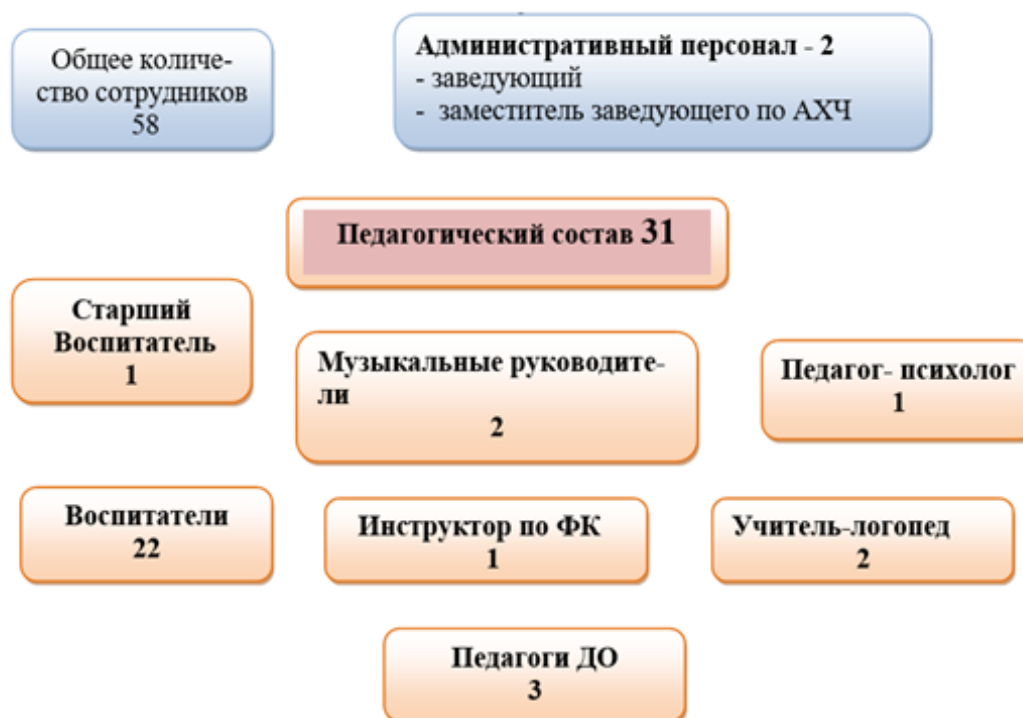 Общее количе-
ство сотрудников
58
Административный персонал - 2
- заведующий
- заместитель заведующего по АХЧ
Педагогический состав 31
Старший
Воспитатель
1
Музыкальные руководите-
ли
2
Педагог- психолог
1
Воспитатели
22
Инструктор по ФК
1
Учитель-логопед
2
Педагоги ДО
3